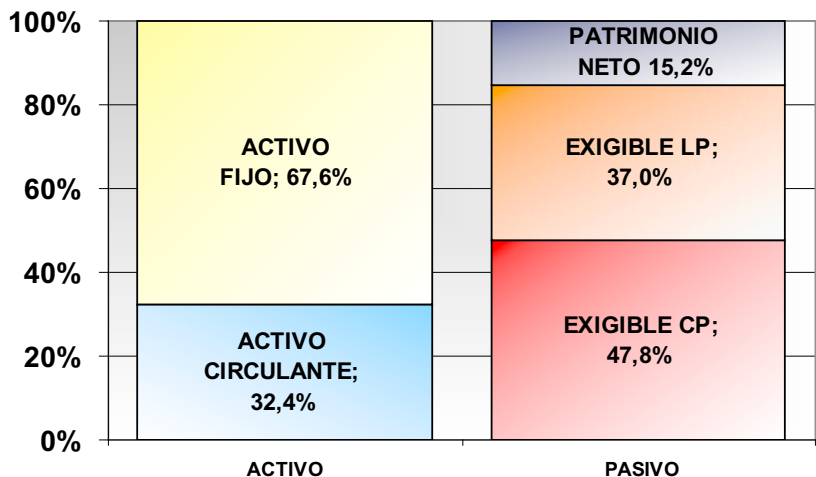 100%
80%
60%
40%
20%
0%
ACTIVO
FIJO; 67,6%
ACTIVO
CIRCULANTE;
32,4%
PATRIMONIO
NETO 15,2%
EXIGIBLE LP;
37,0%
EXIGIBLE CP;
47,8%
ACTIVO
PASIVO